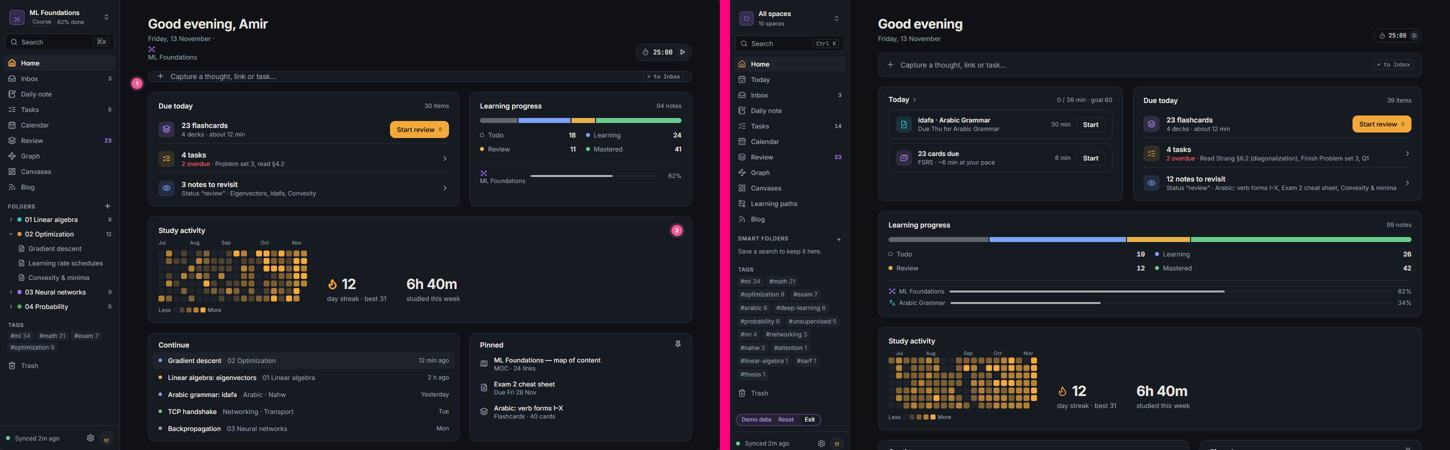 ML Foundations
Course · 62% done
Search
⌘K
Home
Inbox 3
Daily note
Tasks 5
Calendar
Review 23
Graph
Canvases
Blog
FOLDERS
01 Linear algebra 8
02 Optimization 12
Gradient descent
Learning rate schedules
Convexity & minima
03 Neural networks 9
04 Probability 6
TAGS
#ml 34 #math 21 #exam 7
#optimization 9
Trash
Synced 2m ago
Good evening, Amir
Friday, 13 November ·
ML Foundations
25:00
1
Capture a thought, link or task...
↵ to Inbox
Due today 30 items
23 flashcards
4 decks · about 12 min
Start review
4 tasks
2 overdue · Problem set 3, read §4.2
3 notes to revisit
Status "review" · Eigenvectors, Idafa, Convexity
Learning progress 94 notes
Todo 18 Learning 24
Review 11 Mastered 41
ML Foundations 62%
Study activity
2
Jul Aug Sep Oct Nov
Less More
12
day streak · best 31
6h 40m
studied this week
Continue
Gradient descent 02 Optimization 12 min ago
Linear algebra: eigenvectors 01 Linear algebra 2 h ago
Arabic grammar: idafa Arabic · Nahw Yesterday
TCP handshake Networking · Transport Tue
Backpropagation 03 Neural networks Mon
Pinned
ML Foundations — map of content
MOC · 24 links
Exam 2 cheat sheet
Due Fri 28 Nov
Arabic: verb forms I–X
Flashcards · 40 cards
All spaces
10 spaces
Search
Ctrl K
Home
Today
Inbox 3
Daily note
Tasks 14
Calendar
Review 23
Graph
Canvases
Learning paths
Blog
SMART FOLDERS
Save a search to keep it here.
TAGS
#ml 34 #math 21
#optimization 9 #exam 7
#arabic 6 #deep-learning 6
#probability 6 #unsupervised 5
#nn 4 #networking 3
#nahw 2 #attention 1
#linear-algebra 1 #sarf 1
#thesis 1
Trash
Demo data Reset Exit
Synced 2m ago
Good evening
Friday, 13 November
25:00
Capture a thought, link or task...
↵ to Inbox
Today 0 / 36 min · goal 60
Idafa · Arabic Grammar
Due Thu for Arabic Grammar
30 min Start
23 cards due
FSRS · ~6 min at your pace
6 min Start
Due today 39 items
23 flashcards
4 decks · about 12 min
Start review
4 tasks
2 overdue · Read Strang §6.2 (diagonalization), Finish Problem set 3, Q1
12 notes to revisit
Status "review" · Arabic: verb forms I–X, Exam 2 cheat sheet, Convexity & minima
Learning progress 99 notes
Todo 19 Learning 26
Review 12 Mastered 42
ML Foundations 62%
Arabic Grammar 34%
Study activity
Jul Aug Sep Oct Nov
Less More
12
day streak · best 31
6h 40m
studied this week